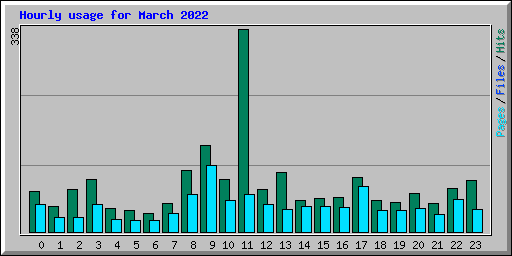 Hourly usage for March 2022
338
Pages / Files / Hits
0 1 2 3 4 5 6 7 8 9 10 11 12 13 14 15 16 17 18 19 20 21 22 23